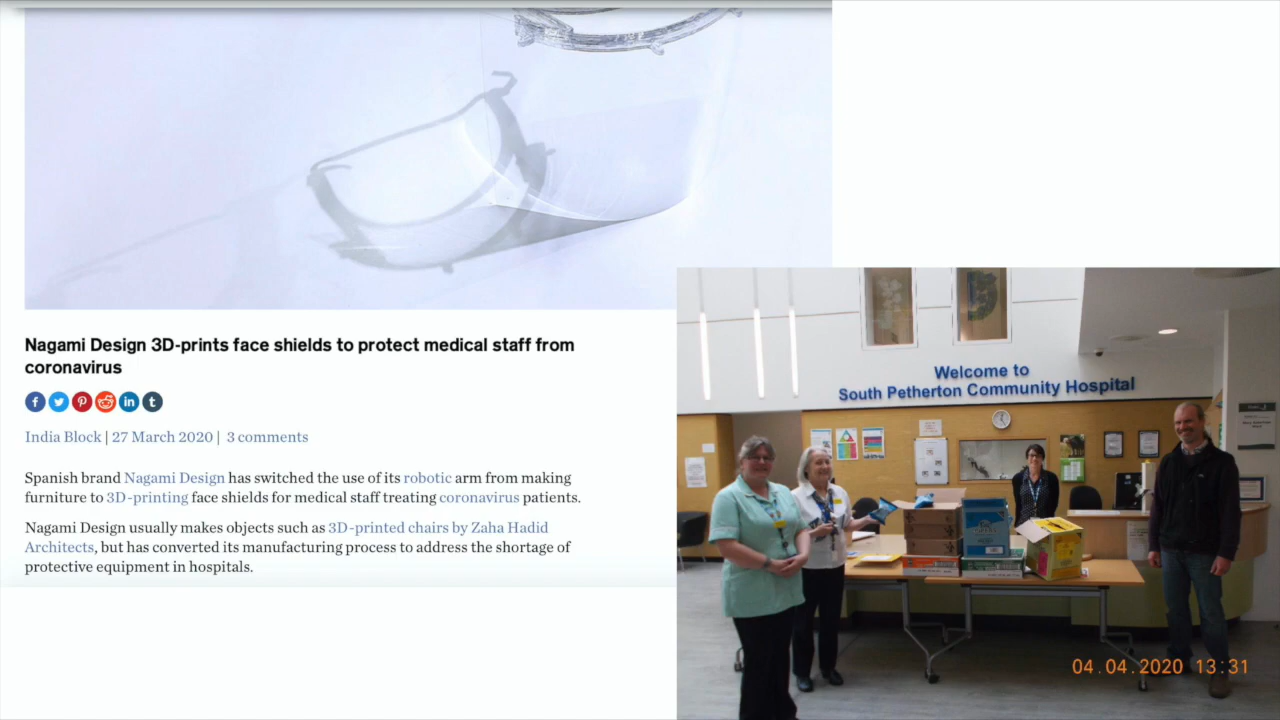 Nagami Design 3D-prints face shields to protect medical staff from
coronavirus
India Block | 27 March 2020 | 3 comments
Spanish brand Nagami Design has switched the use of its robotic arm from making
furniture to 3D-printing face shields for medical staff treating coronavirus patients.
Nagami Design usually makes objects such as 3D-printed chairs by Zaha Hadid
Architects, but has converted its manufacturing process to address the shortage of
protective equipment in hospitals.
Welcome to
South Petherton Community Hospital
04.04.2020 13:31